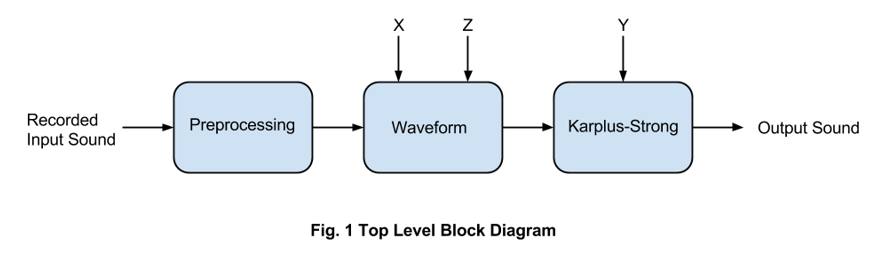 X Z Y
Recorded
Input Sound
Preprocessing
Waveform
Karplus-Strong
Output Sound
Fig. 1 Top Level Block Diagram